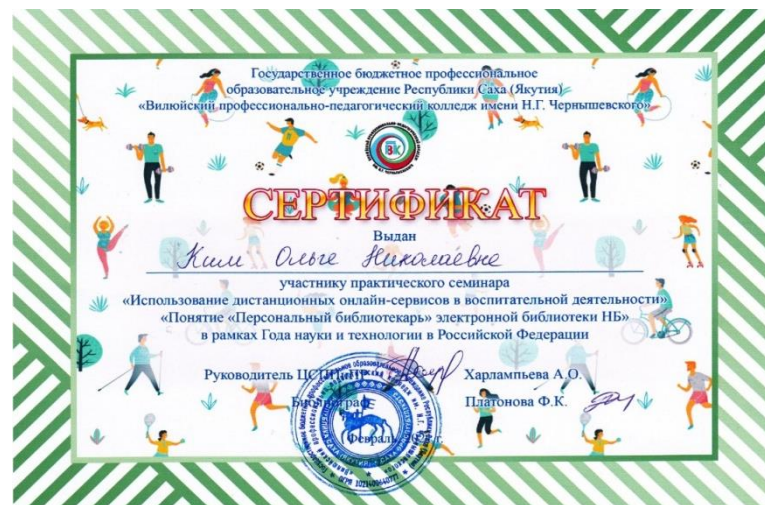 Государственное бюджетное профессиональное
образовательное учреждение Республики Саха (Якутия)
«Вилюйский профессионально-педагогический колледж имени Н.Г. Чернышевского»
СЕРТИФИКАТ
Выдан
Ким Ольге Николаевне
участнику практического семинара
«Использование дистанционных онлайн-сервисов в воспитательной деятельности»
«Понятие «Персональный библиотекарь» электронной библиотеки НБ»
в рамках Года науки и технологии в Российской Федерации
Руководитель Харлампьева А.О.
Библиограф Платонова Ф.К.
Февраль